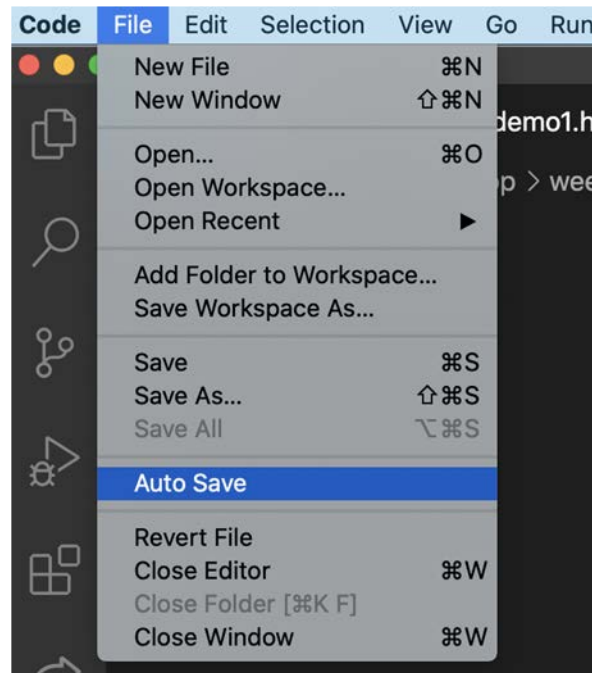 Code File Edit Selection View Go Run
New File ⌘N
New Window ⇧⌘N
demo1.h
Open... ⌘O
Open Workspace...
p > wee
Open Recent ▶
Add Folder to Workspace...
Save Workspace As...
Save ⌘S
Save As... ⇧⌘S
Save All ⌥⌘S
Auto Save
Revert File
Close Editor ⌘W
Close Folder [⌘K F]
Close Window ⌘W